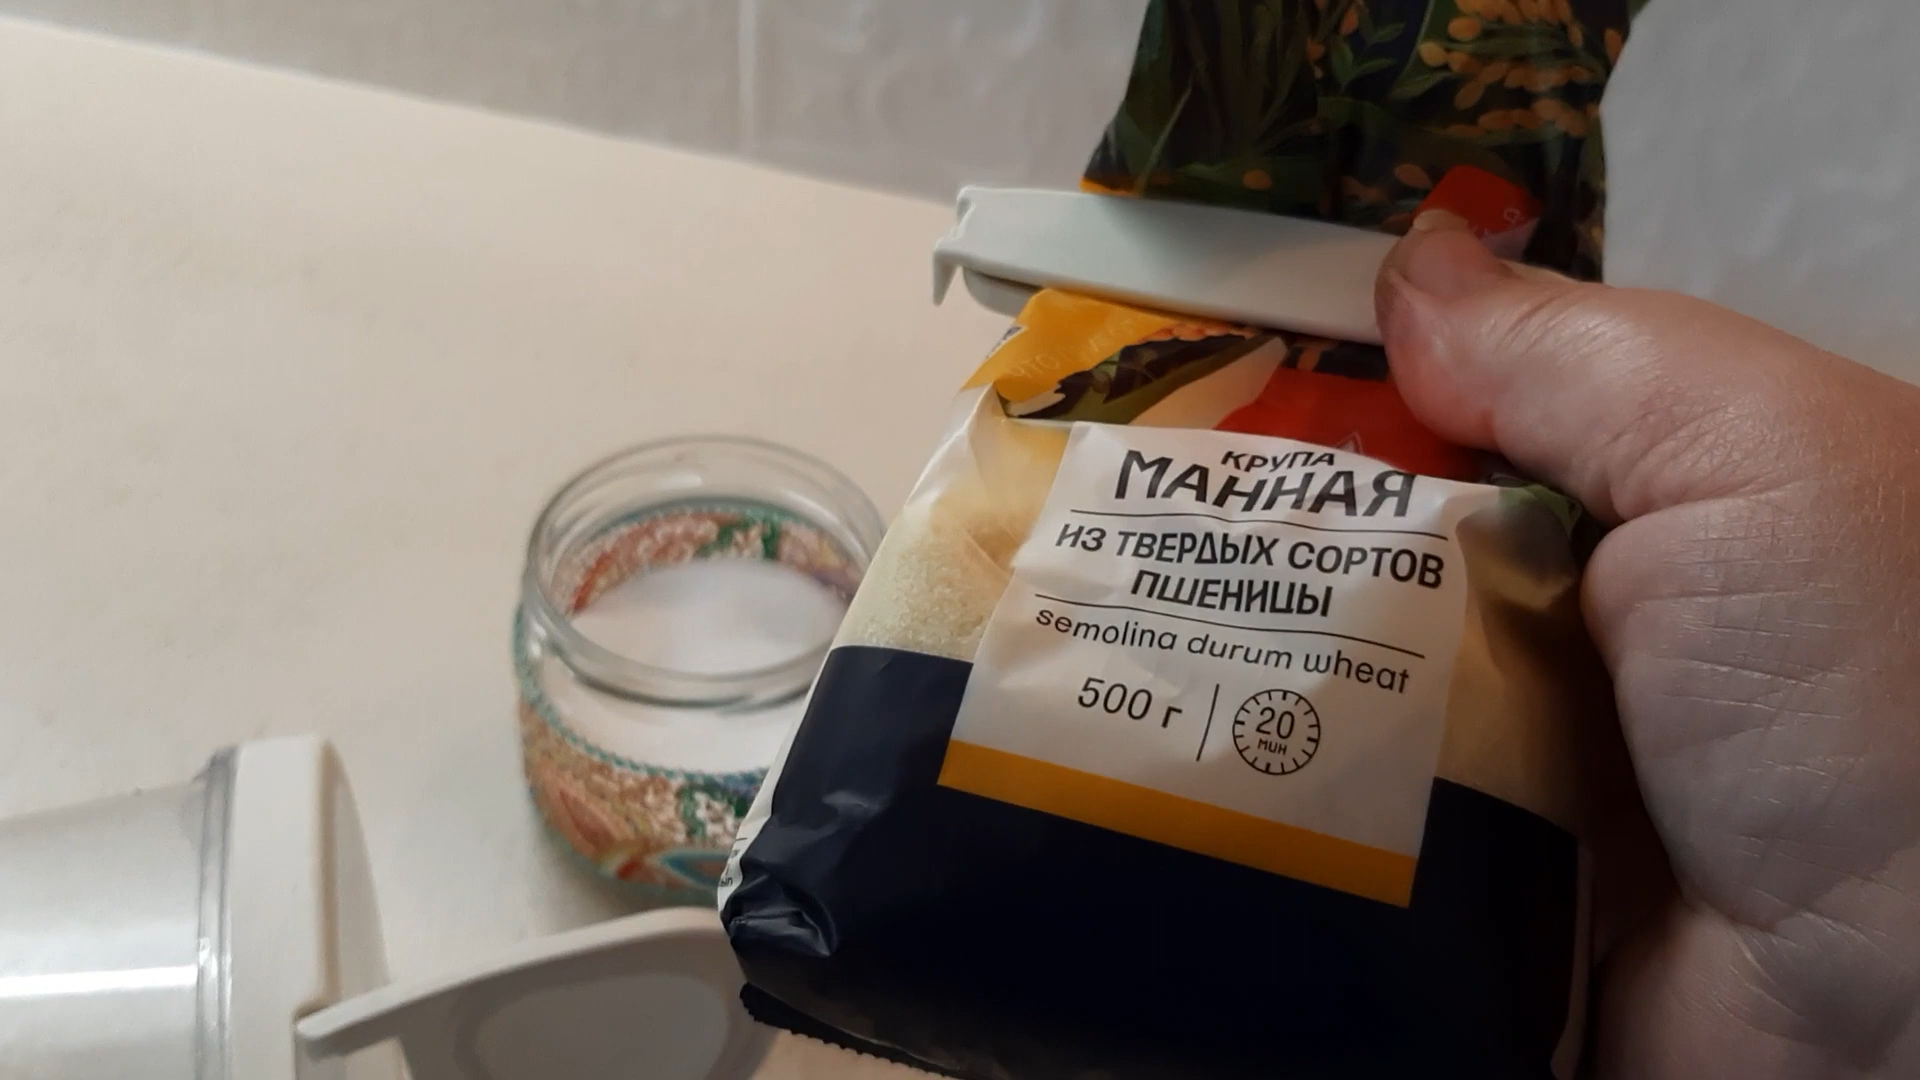 КРУПА
МАННАЯ
ИЗ ТВЕРДЫХ СОРТОВ
ПШЕНИЦЫ
semolina durum wheat
500 г
20
мин